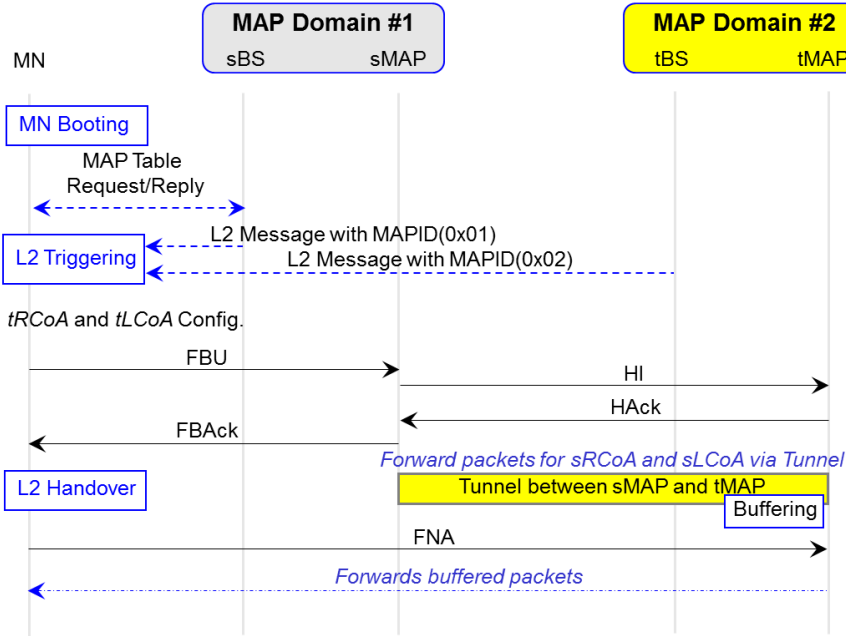 MAP Domain #1
MAP Domain #2
MN
sBS
sMAP
tBS
tMAP
MN Booting
MAP Table
Request/Reply
L2 Message with MAPID(0x01)
L2 Triggering
L2 Message with MAPID(0x02)
tRCoA and tLCoA Config.
FBU
HI
HAck
FBAck
Forward packets for sRCoA and sLCoA via Tunnel
L2 Handover
Tunnel between sMAP and tMAP
Buffering
FNA
Forwards buffered packets